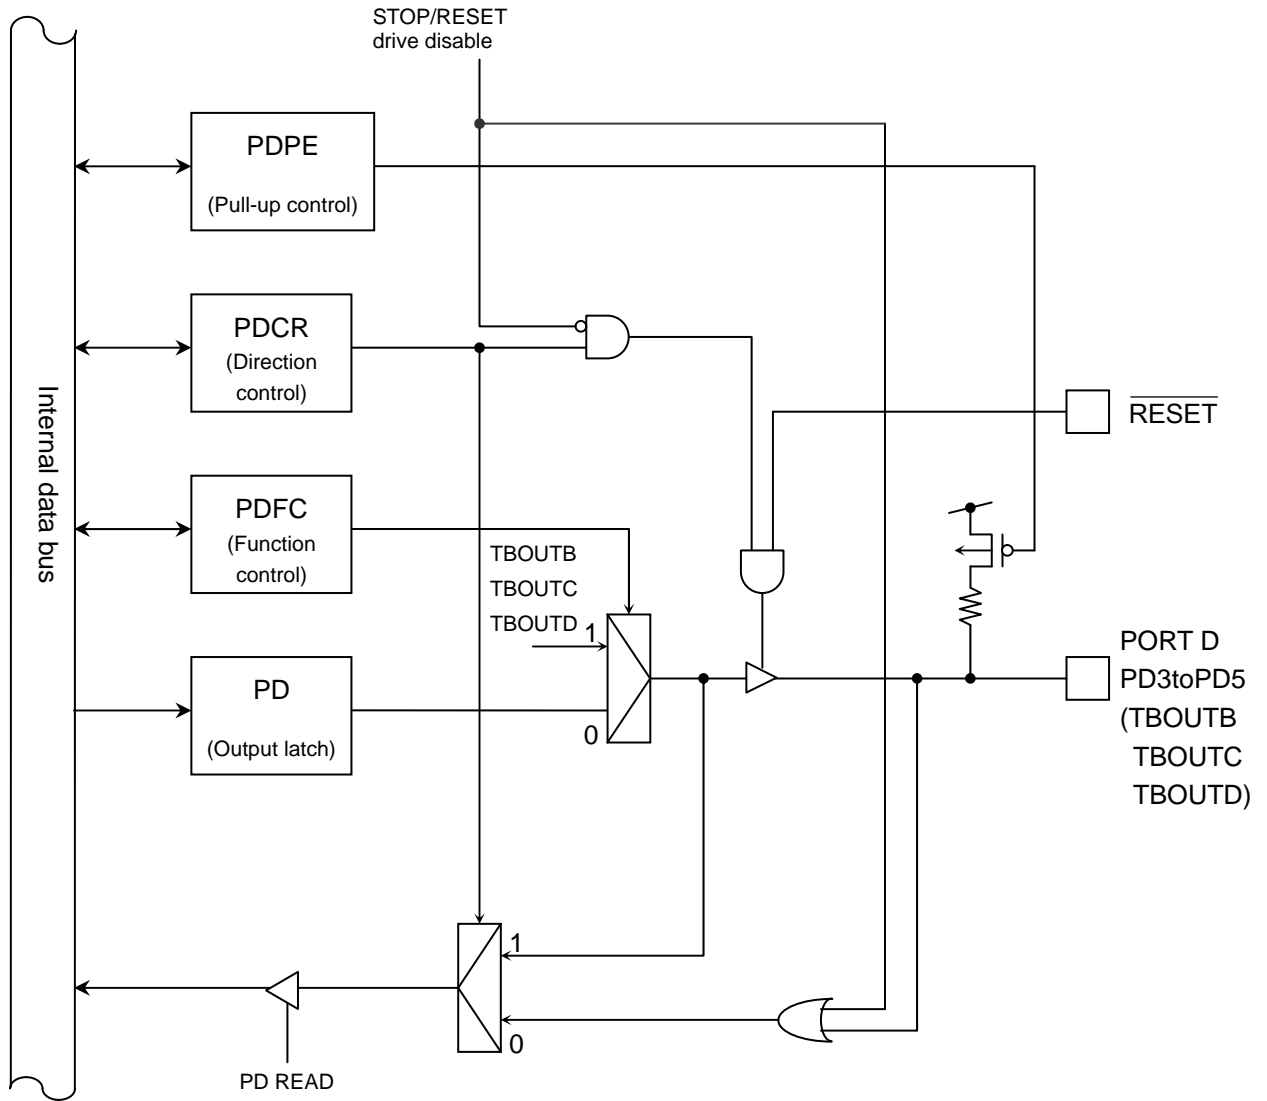 STOP/RESET
drive disable
PDPE
(Pull-up control)
PDCR
(Direction
control)
RESET
Internal data bus
PDFC
(Function
control)
TBOUTB
TBOUTC
TBOUTD
1
0
PD
(Output latch)
PORT D
PD3toPD5
(TBOUTB
TBOUTC
TBOUTD)
1
0
PD READ